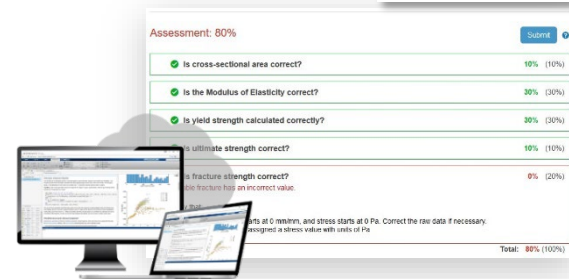 Assessment: 80%
Submit
Is cross-sectional area correct? 10% (10%)
Is the Modulus of Elasticity correct? 30% (30%)
Is yield strength calculated correctly? 30% (30%)
Is ultimate strength correct? 10% (10%)
Is fracture strength correct? 0% (20%)
fracture has an incorrect value.
at 0 mm/mm, and stress starts at 0 Pa. Correct the raw data if necessary.
assigned a stress value with units of Pa
Total: 80% (100%)